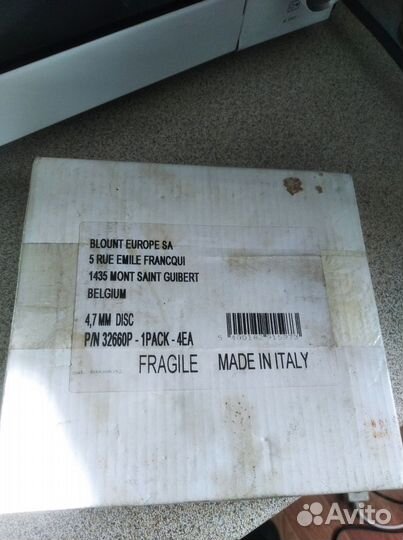 BLOUNT EUROPE SA
5 RUE EMILE FRANCQUI
1435 MONT SAINT GUIBERT
BELGIUM
4,7 MM DISC
P/N 32660P - 1PACK - 4EA
FRAGILE MADE IN ITALY
Avito